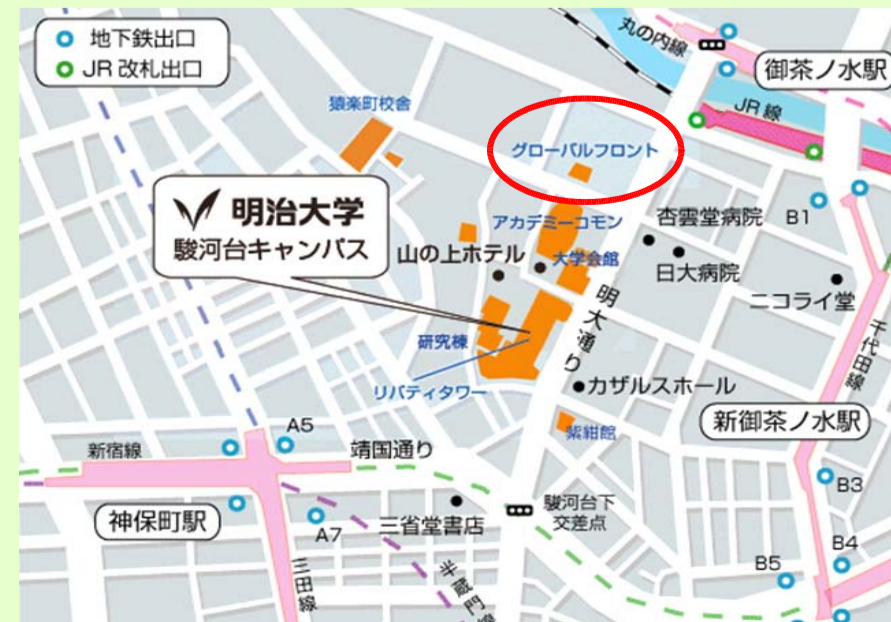 地下鉄出口
JR改札出口
丸の内線
御茶ノ水駅
JR線
猿楽町校舎
グローバルフロント
明治大学
駿河台キャンパス
アカデミーコモン
杏雲堂病院
B1
山の上ホテル
大学会館
日大病院
ニコライ堂
明大通り
研究棟
千代田線
リバティタワー
カザルスホール
新御茶ノ水駅
紫紺館
A5
新宿線
靖国通り
B3
神保町駅
A7
三省堂書店
駿河台下
交差点
B4
B5
三田線
半蔵門線